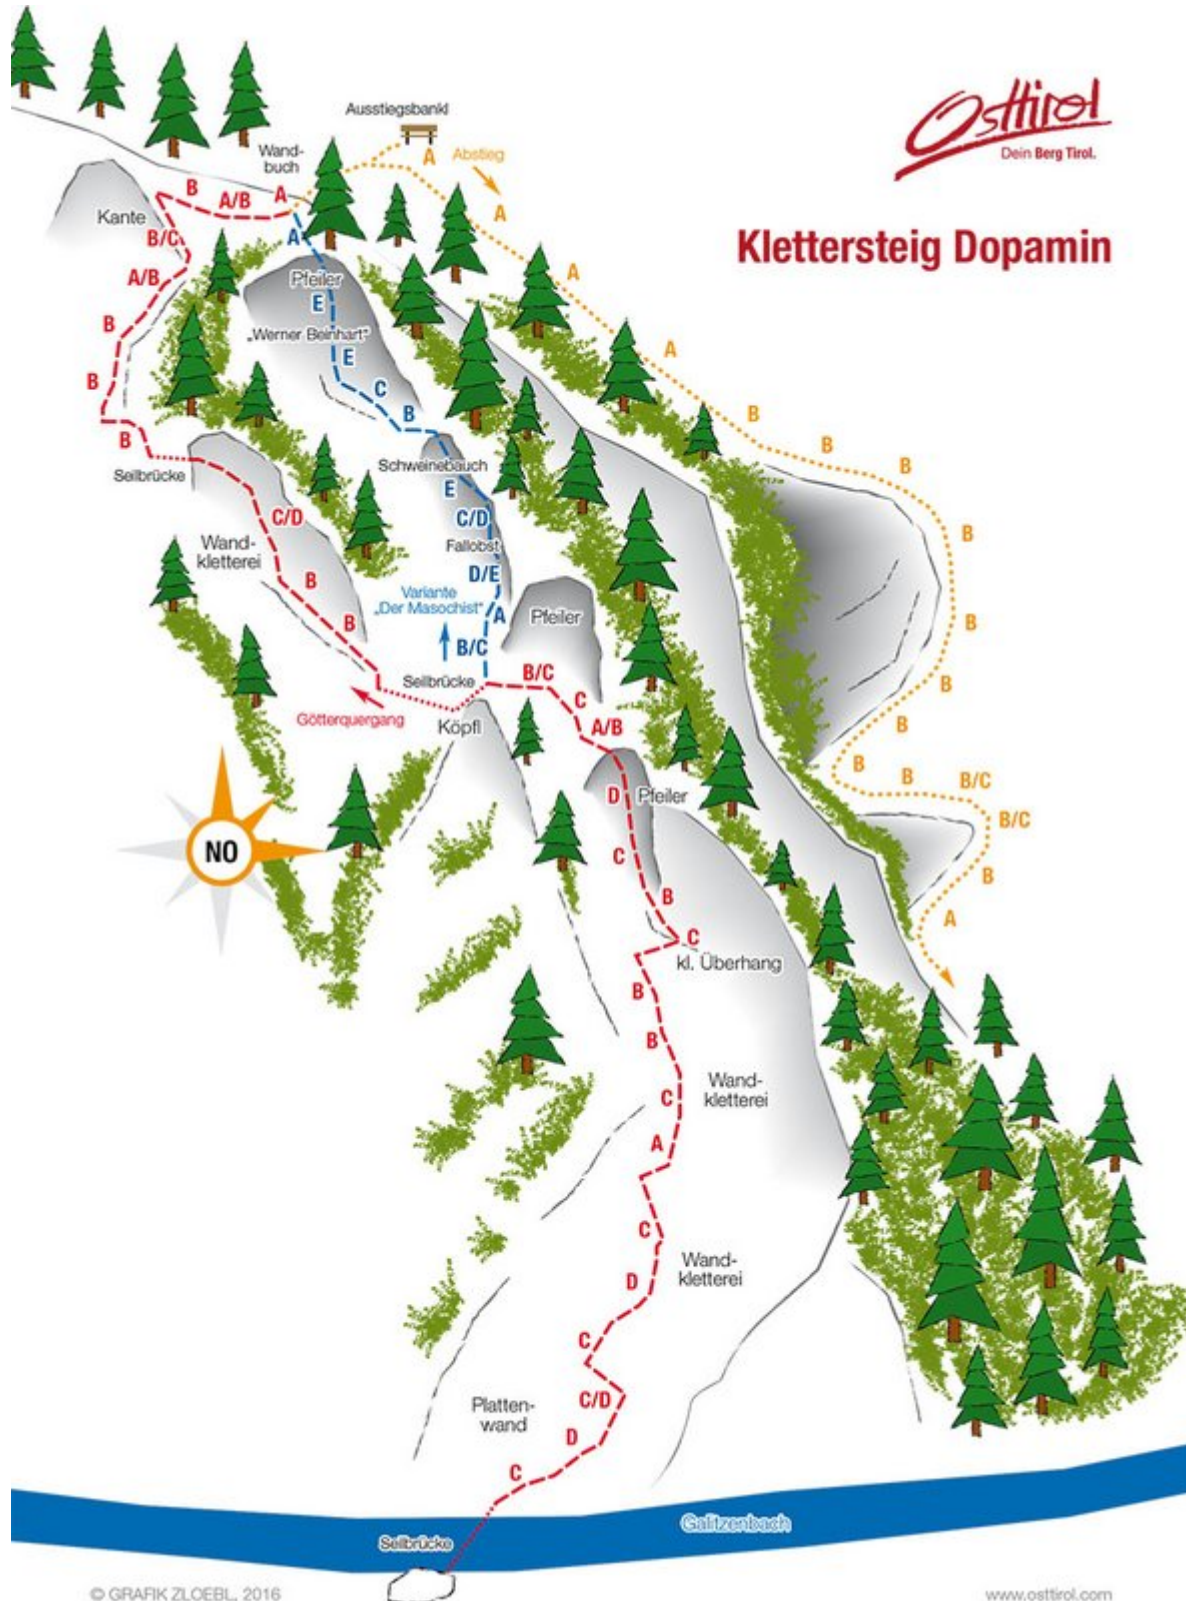 Osttirol
Dein Berg Tirol.
Klettersteig Dopamin
Ausstiegsbankl
A
Abstieg
Wand-
buch
A
B
A/B
A
A
Kante
B/C
A
A/B
Pfeiler
E
B
„Werner Beinhart“
E
A
B
C
B
B
B
B
B
Seilbrücke
Schweinebauch
E
C/D
C/D
B
Wand-
kletterei
Fallobst
D/E
B
Variante
„Der Masochist“
A
Pfeiler
B
B
B/C
B
Seilbrücke
B/C
Götterquergang
C
Köpfl
A/B
B
B
B
B/C
D
Pfeiler
B/C
NO
C
B
B
A
C
kl. Überhang
B
B
Wand-
kletterei
C
A
C
Wand-
kletterei
D
C
C/D
Platten-
wand
D
C
Galitzenbach
Seilbrücke
© GRAFIK ZLOEBL, 2016
www.osttirol.com